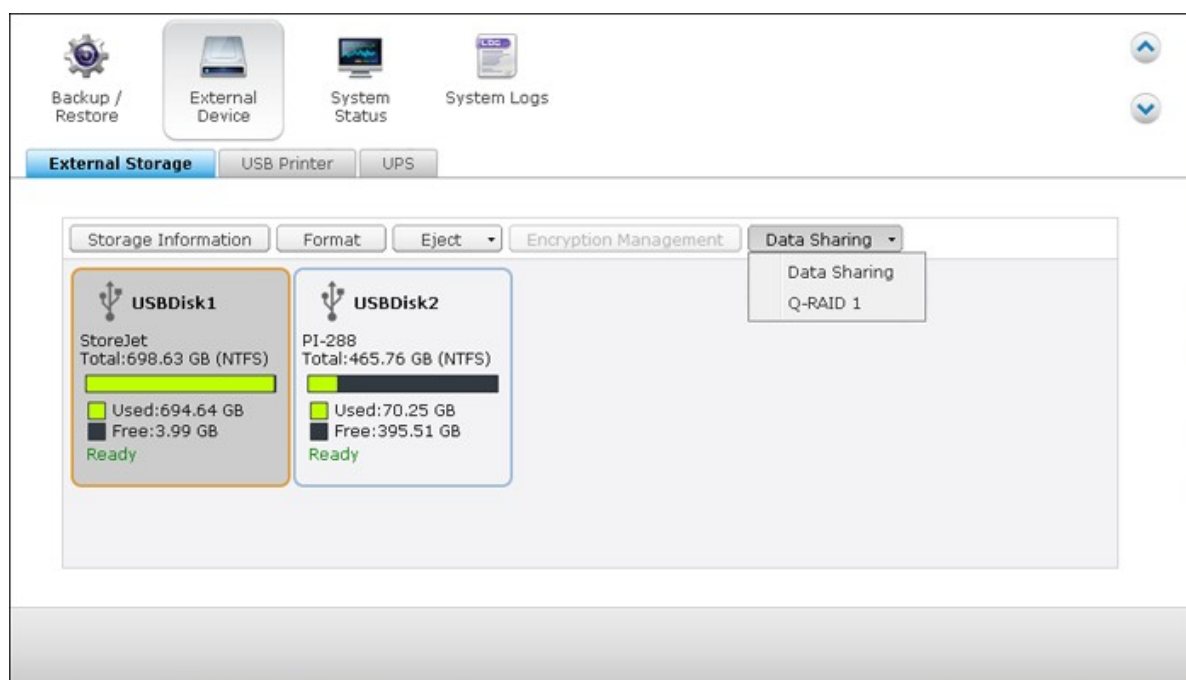 LOG
Backup /
Restore
External
Device
System
Status
System Logs
External Storage USB Printer UPS
Storage Information Format Eject Encryption Management Data Sharing
Data Sharing
Q-RAID 1
USBDisk1
StoreJet
Total:698.63 GB (NTFS)
Used:694.64 GB
Free:3.99 GB
Ready
USBDisk2
PI-288
Total:465.76 GB (NTFS)
Used:70.25 GB
Free:395.51 GB
Ready